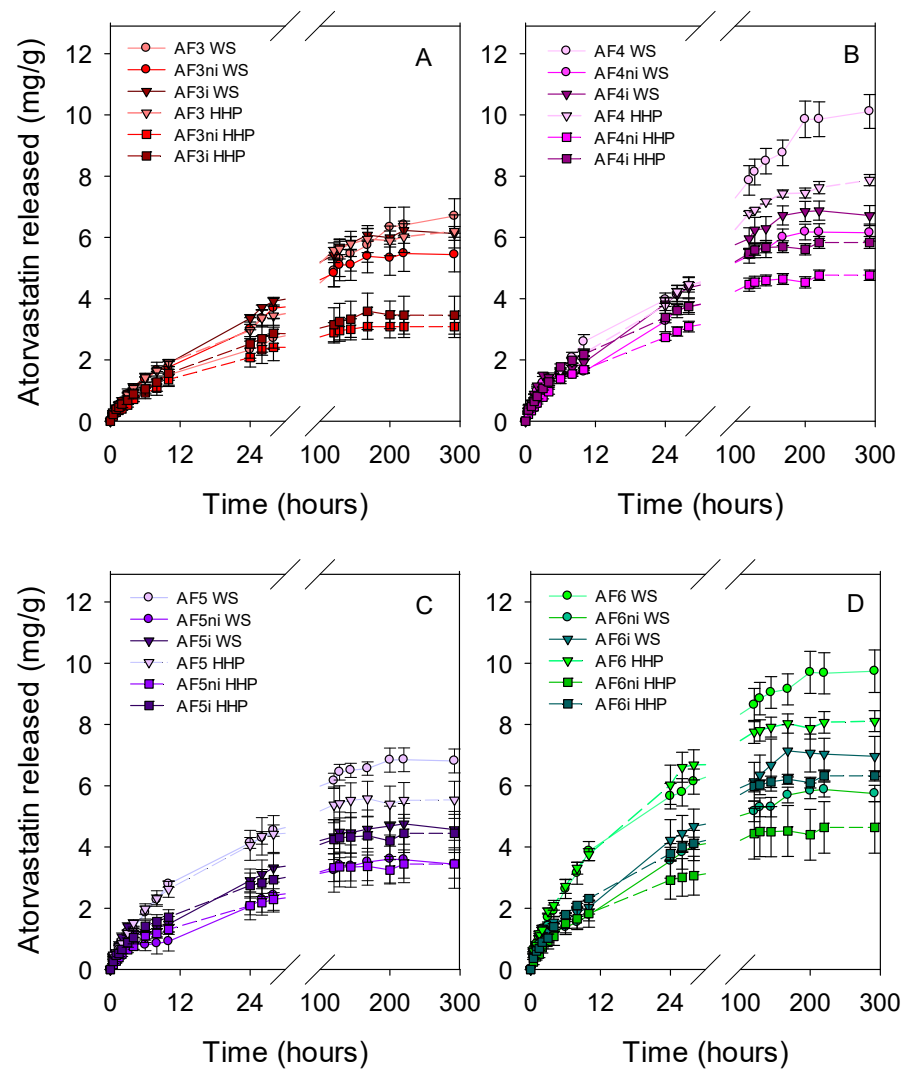 Atorvastatin released (mg/g)
12
10
8
6
4
2
0
AF3 WS
AF3ni WS
AF3i WS
AF3 HHP
AF3ni HHP
AF3i HHP
A
0 12 24 100 200 300
Time (hours)
12
10
8
6
4
2
0
AF4 WS
AF4ni WS
AF4i WS
AF4 HHP
AF4ni HHP
AF4i HHP
B
0 12 24 100 200 300
Time (hours)
Atorvastatin released (mg/g)
12
10
8
6
4
2
0
AF5 WS
AF5ni WS
AF5i WS
AF5 HHP
AF5ni HHP
AF5i HHP
C
0 12 24 100 200 300
Time (hours)
12
10
8
6
4
2
0
AF6 WS
AF6ni WS
AF6i WS
AF6 HHP
AF6ni HHP
AF6i HHP
D
0 12 24 100 200 300
Time (hours)